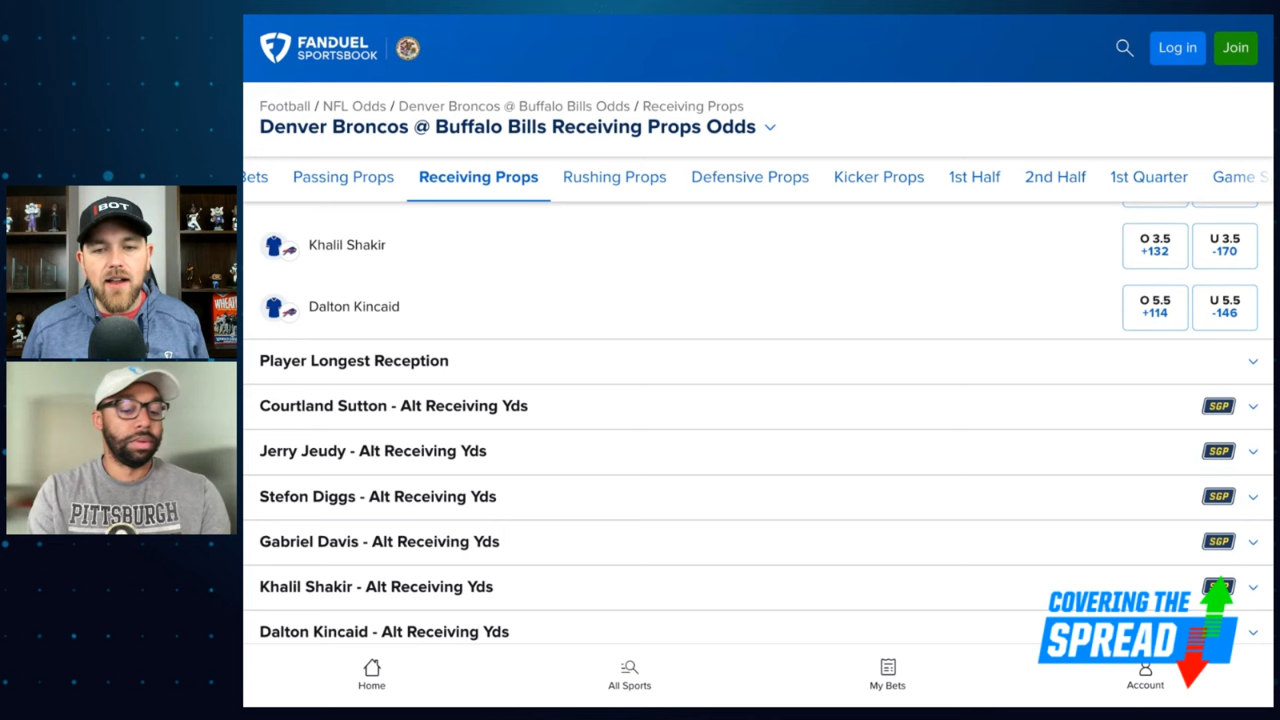 FANDUEL
SPORTSBOOK
Log in
Join
Football / NFL Odds / Denver Broncos @ Buffalo Bills Odds / Receiving Props
Denver Broncos @ Buffalo Bills Receiving Props Odds
Bets Passing Props Receiving Props Rushing Props Defensive Props Kicker Props 1st Half 2nd Half 1st Quarter Game S
Khalil Shakir
O 3.5
+132
U 3.5
-170
Dalton Kincaid
O 5.5
+114
U 5.5
-146
Player Longest Reception
Courtland Sutton - Alt Receiving Yds SGP
Jerry Jeudy - Alt Receiving Yds SGP
Stefon Diggs - Alt Receiving Yds SGP
Gabriel Davis - Alt Receiving Yds SGP
Khalil Shakir - Alt Receiving Yds
Dalton Kincaid - Alt Receiving Yds
Home
All Sports
My Bets
Account
COVERING THE
SPREAD
BOT
WHEAT
PITTSBURGH